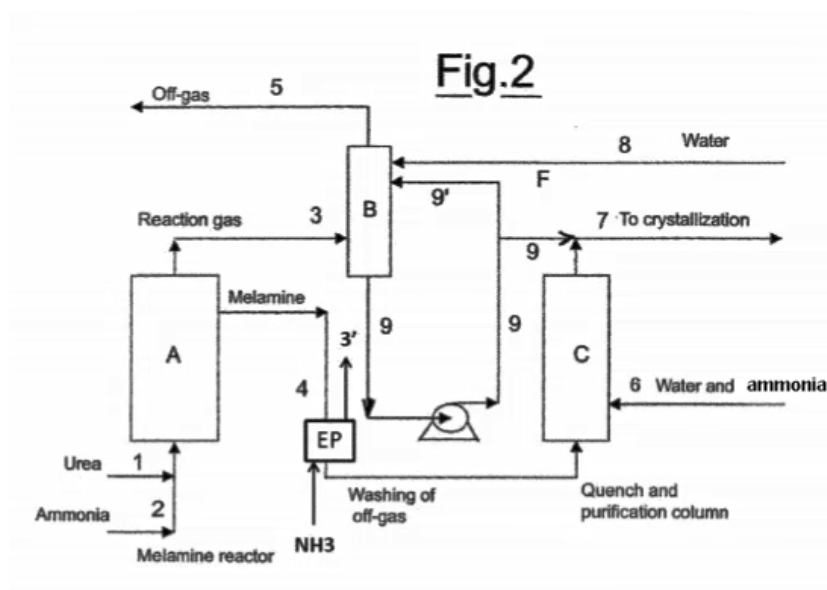 Fig.2
Off-gas
5
8
Water
F
9'
B
Reaction gas
3
7
To crystallization
9
Melamine
9
9
3'
A
C
4
6
Water and ammonia
EP
Urea
1
Washing of
off-gas
Quench and
purification column
Ammonia
2
NH3
Melamine reactor